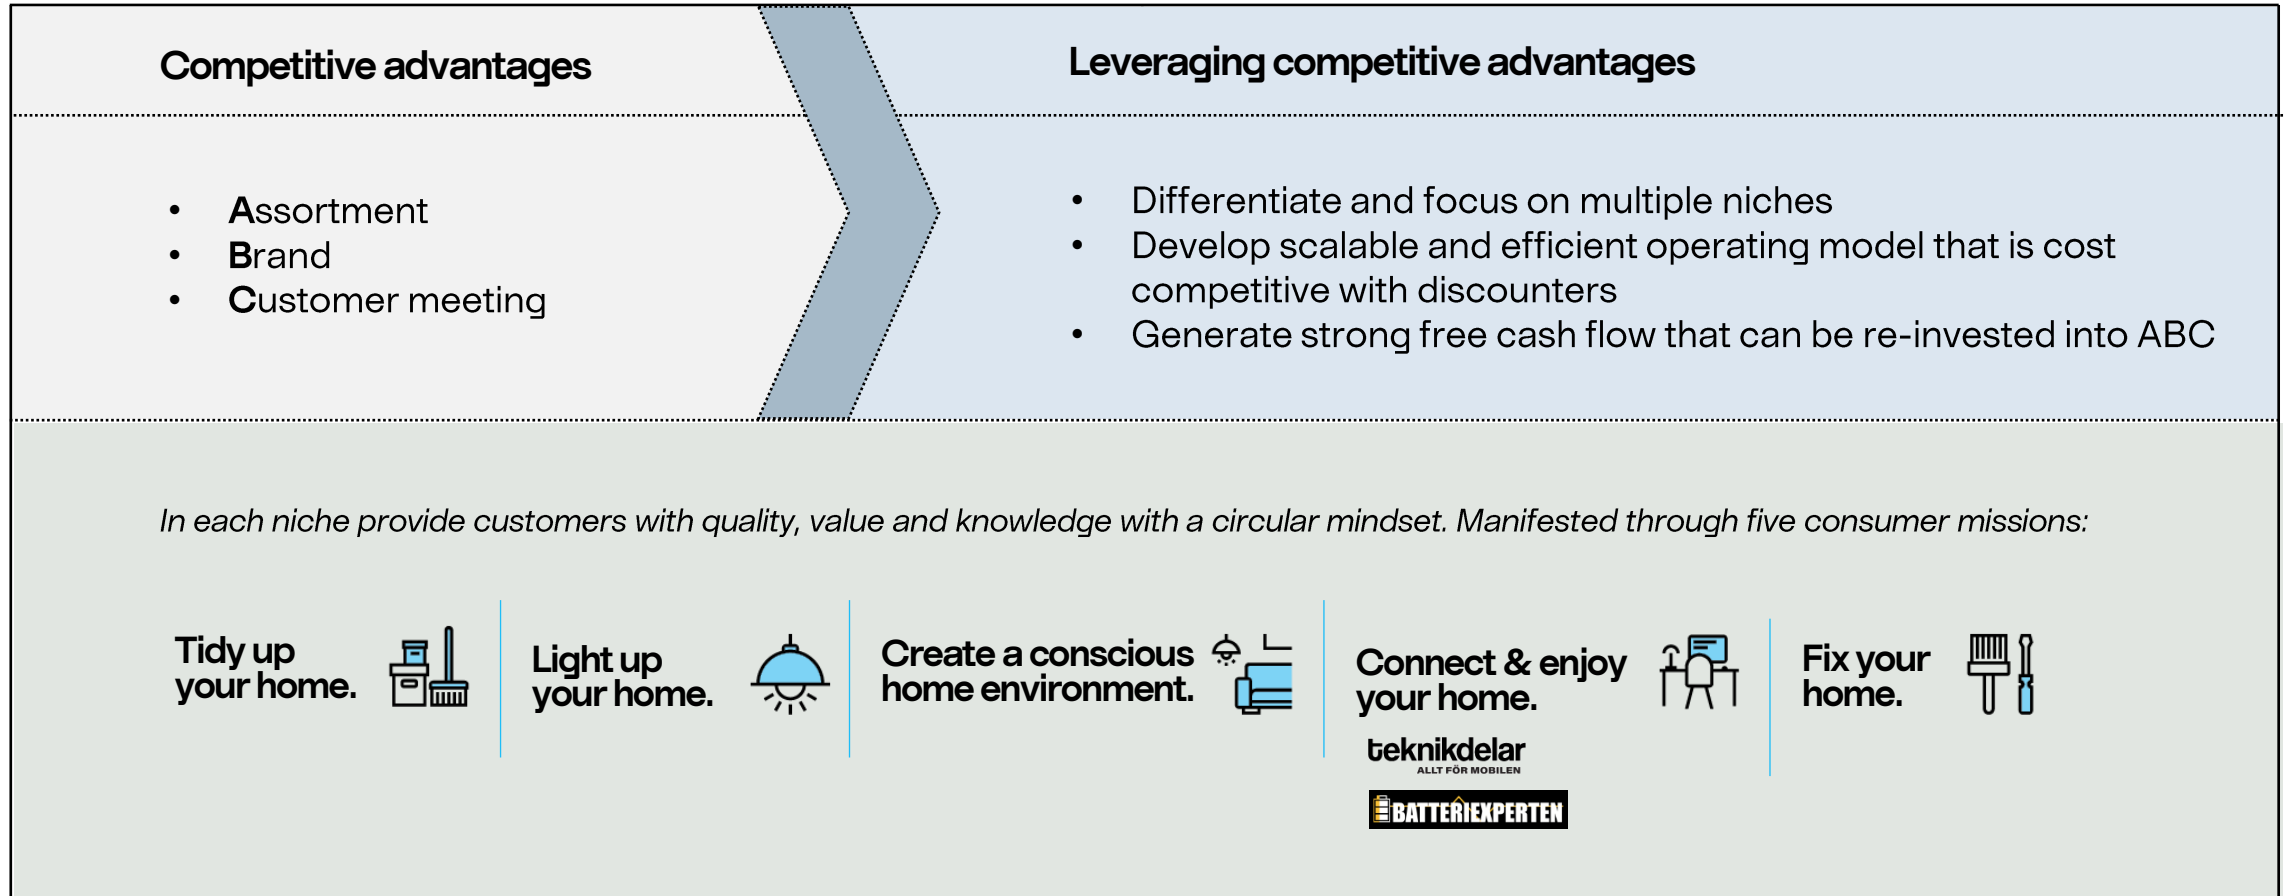 Competitive advantages
Leveraging competitive advantages
• Assortment
• Brand
• Customer meeting
• Differentiate and focus on multiple niches
• Develop scalable and efficient operating model that is cost
competitive with discounters
• Generate strong free cash flow that can be re-invested into ABC
In each niche provide customers with quality, value and knowledge with a circular mindset. Manifested through five consumer missions:
Tidy up
your home.
Light up
your home.
Create a conscious
home environment.
Connect & enjoy
your home.
teknikdelar
ALLT FÖR MOBILEN
BATTERIEXPERTEN
Fix your
home.